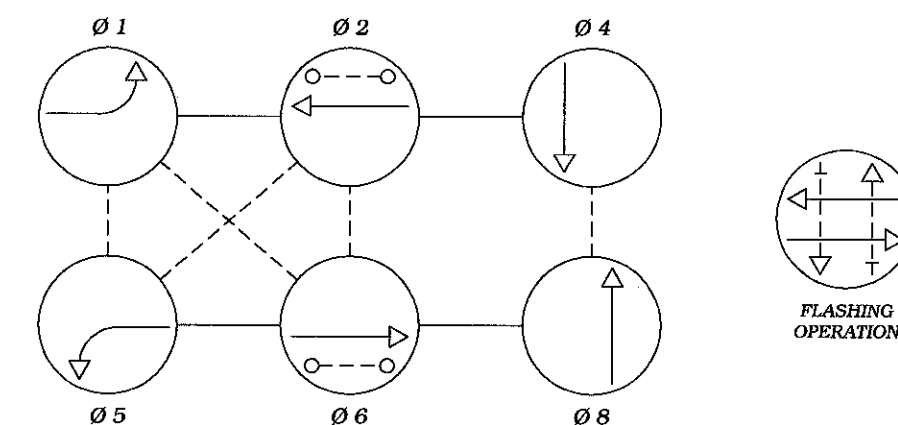 Ø 1
Ø 2
Ø 4
Ø 5
Ø 6
Ø 8
FLASHING
OPERATION